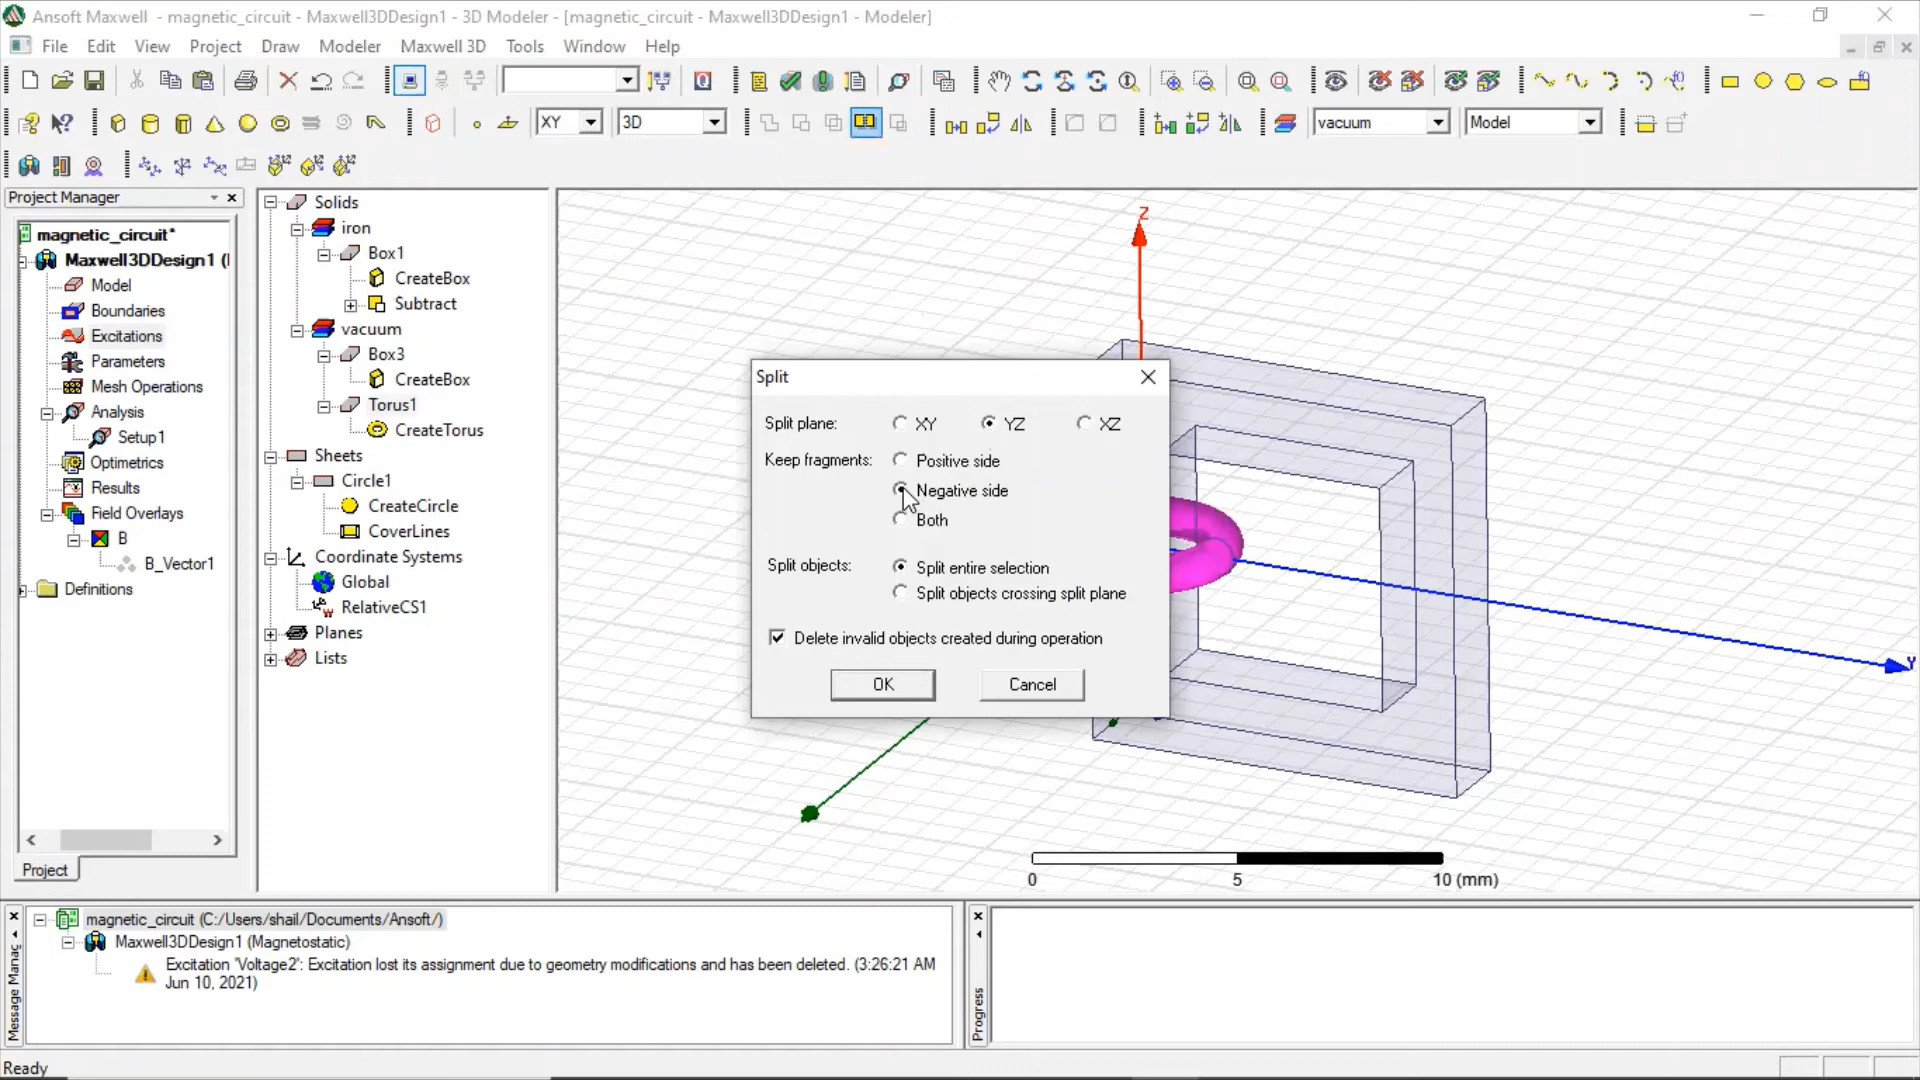 Ansoft Maxwell - magnetic_circuit - Maxwell3DDesign1 - 3D Modeler - [magnetic_circuit - Maxwell3DDesign1 - Modeler]
File Edit View Project Draw Modeler Maxwell 3D Tools Window Help
XY 3D vacuum Model
Project Manager
magnetic_circuit*
Maxwell3DDesign1 (
Model
Boundaries
Excitations
Parameters
Mesh Operations
Analysis
Setup1
Optimetrics
Results
Field Overlays
B
B_Vector1
Definitions
Project
Solids
iron
Box1
CreateBox
Subtract
vacuum
Box3
CreateBox
Torus1
CreateTorus
Sheets
Circle1
CreateCircle
CoverLines
Coordinate Systems
Global
RelativeCS1
Planes
Lists
Z
Y
0 5 10 (mm)
Split
Split plane: XY YZ XZ
Keep fragments: Positive side
Negative side
Both
Split objects: Split entire selection
Split objects crossing split plane
Delete invalid objects created during operation
OK Cancel
Message Manac
magnetic_circuit (C:/Users/shail/Documents/Ansoft/)
Maxwell3DDesign1 (Magnetostatic)
Excitation 'Voltage2': Excitation lost its assignment due to geometry modifications and has been deleted. (3:26:21 AM
Jun 10, 2021)
Progress
Ready